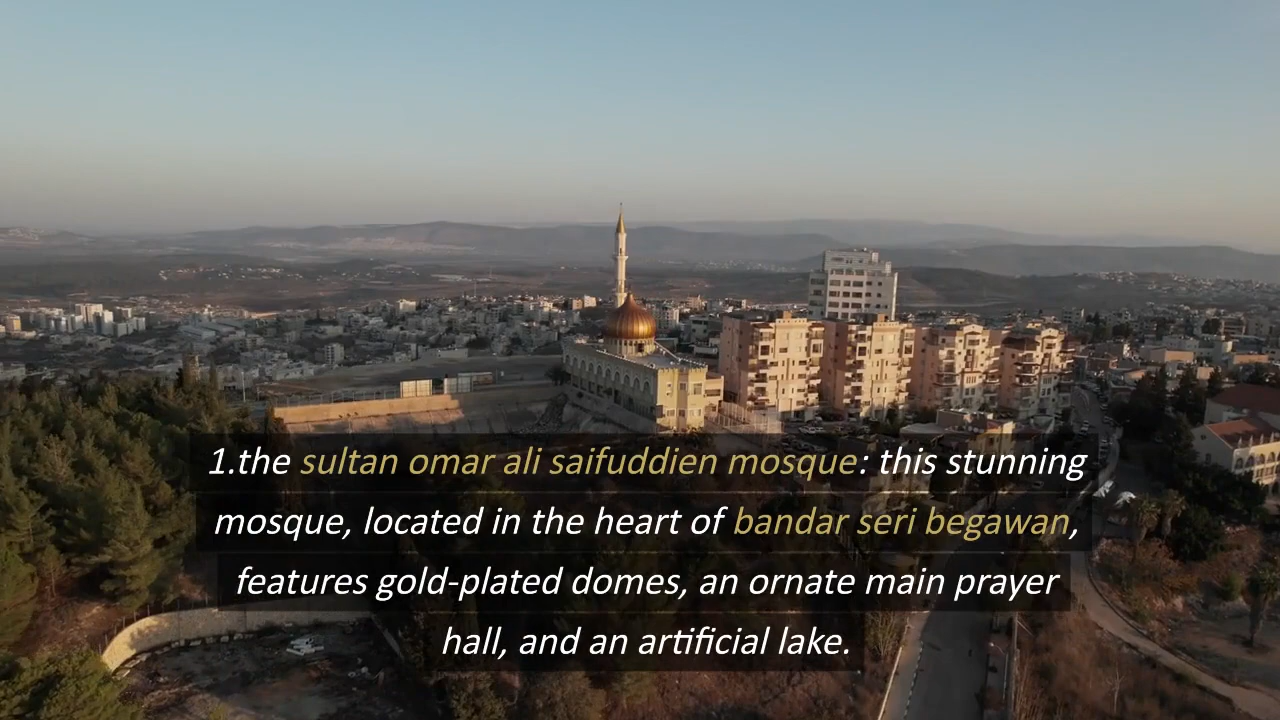 1.the sultan omar ali saifuddien mosque: this stunning
mosque, located in the heart of bandar seri begawan,
features gold-plated domes, an ornate main prayer
hall, and an artificial lake.